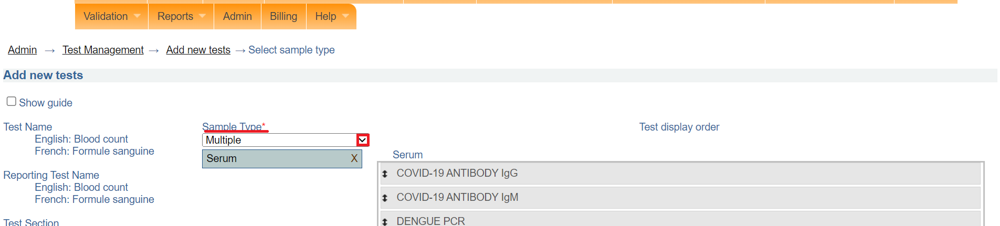 Validation Reports Admin Billing Help
Admin → Test Management → Add new tests → Select sample type
Add new tests
Show guide
Test Name
English: Blood count
French: Formule sanguine
Reporting Test Name
English: Blood count
French: Formule sanguine
Test Section
Sample Type*
Multiple
Serum X
Test display order
Serum
COVID-19 ANTIBODY IgG
COVID-19 ANTIBODY IgM
DENGUE PCR